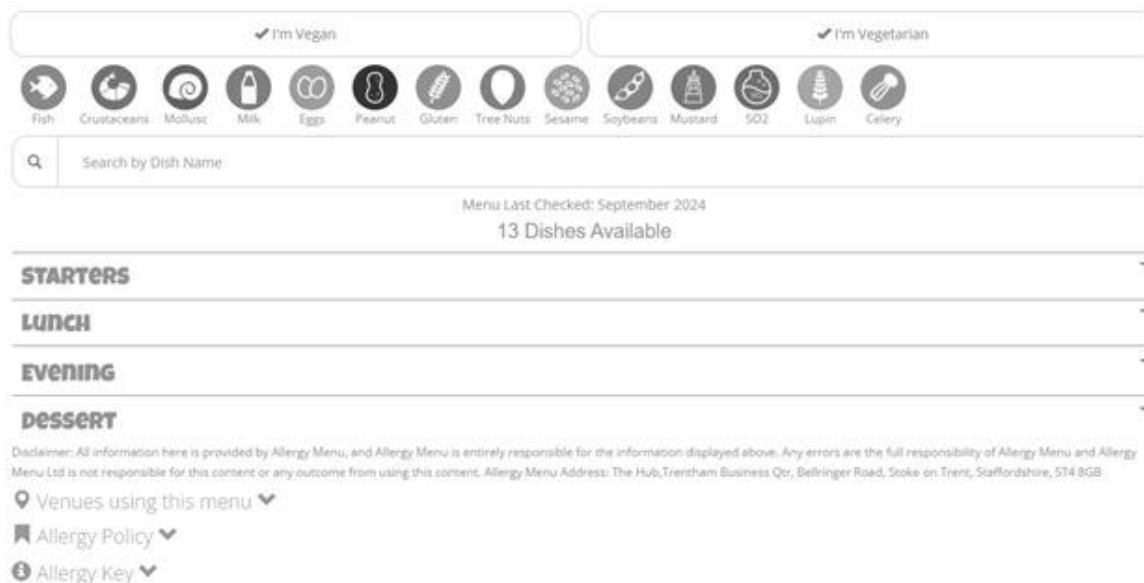 I'm Vegan
I'm Vegetarian
Fish Crustaceans Mollusc Milk Eggs Peanut Gluten Tree Nuts Sesame Soybeans Mustard SO2 Lupin Celery
Search by Dish Name
Menu Last Checked: September 2024
13 Dishes Available
STARTERS
LUNCH
EVENING
DESSERT
Disclaimer: All information here is provided by Allergy Menu, and Allergy Menu is entirely responsible for the information displayed above. Any errors are the full responsibility of Allergy Menu and Allergy
Menu Ltd is not responsible for this content or any outcome from using this content. Allergy Menu Address: The Hub,Trentham Business Qtr, Bellringer Road, Stoke on Trent, Staffordshire, ST4 8GB
Venues using this menu
Allergy Policy
Allergy Key